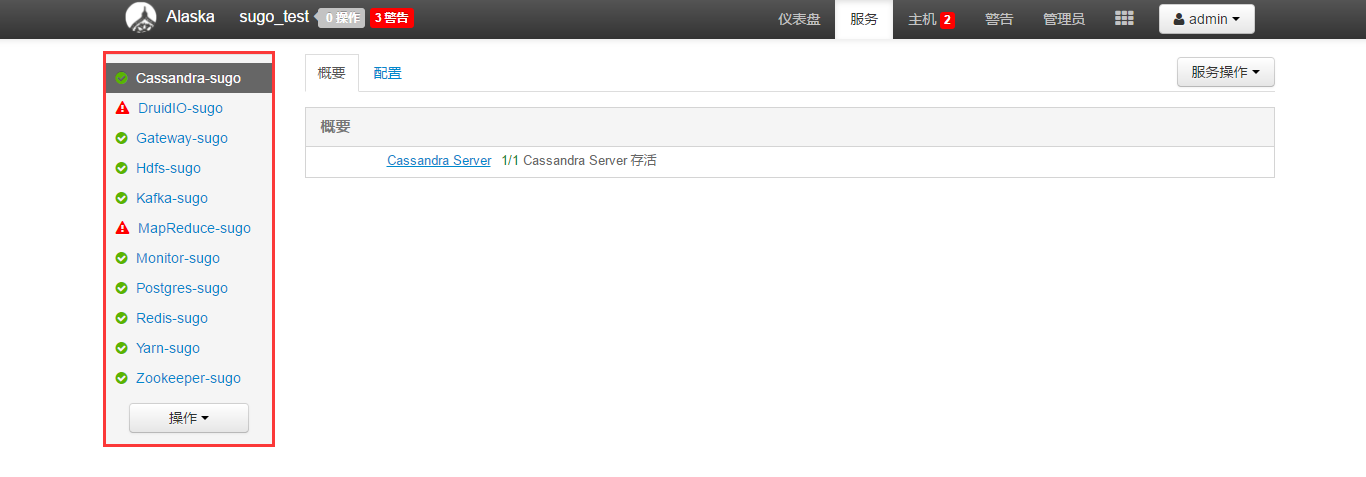 Alaska sugo_test 0 操作 3 警告 仪表盘 服务 主机 2 警告 管理员 admin
Cassandra-sugo
DruidIO-sugo
Gateway-sugo
Hdfs-sugo
Kafka-sugo
MapReduce-sugo
Monitor-sugo
Postgres-sugo
Redis-sugo
Yarn-sugo
Zookeeper-sugo
操作
概要 配置 服务操作
概要
Cassandra Server 1/1 Cassandra Server 存活